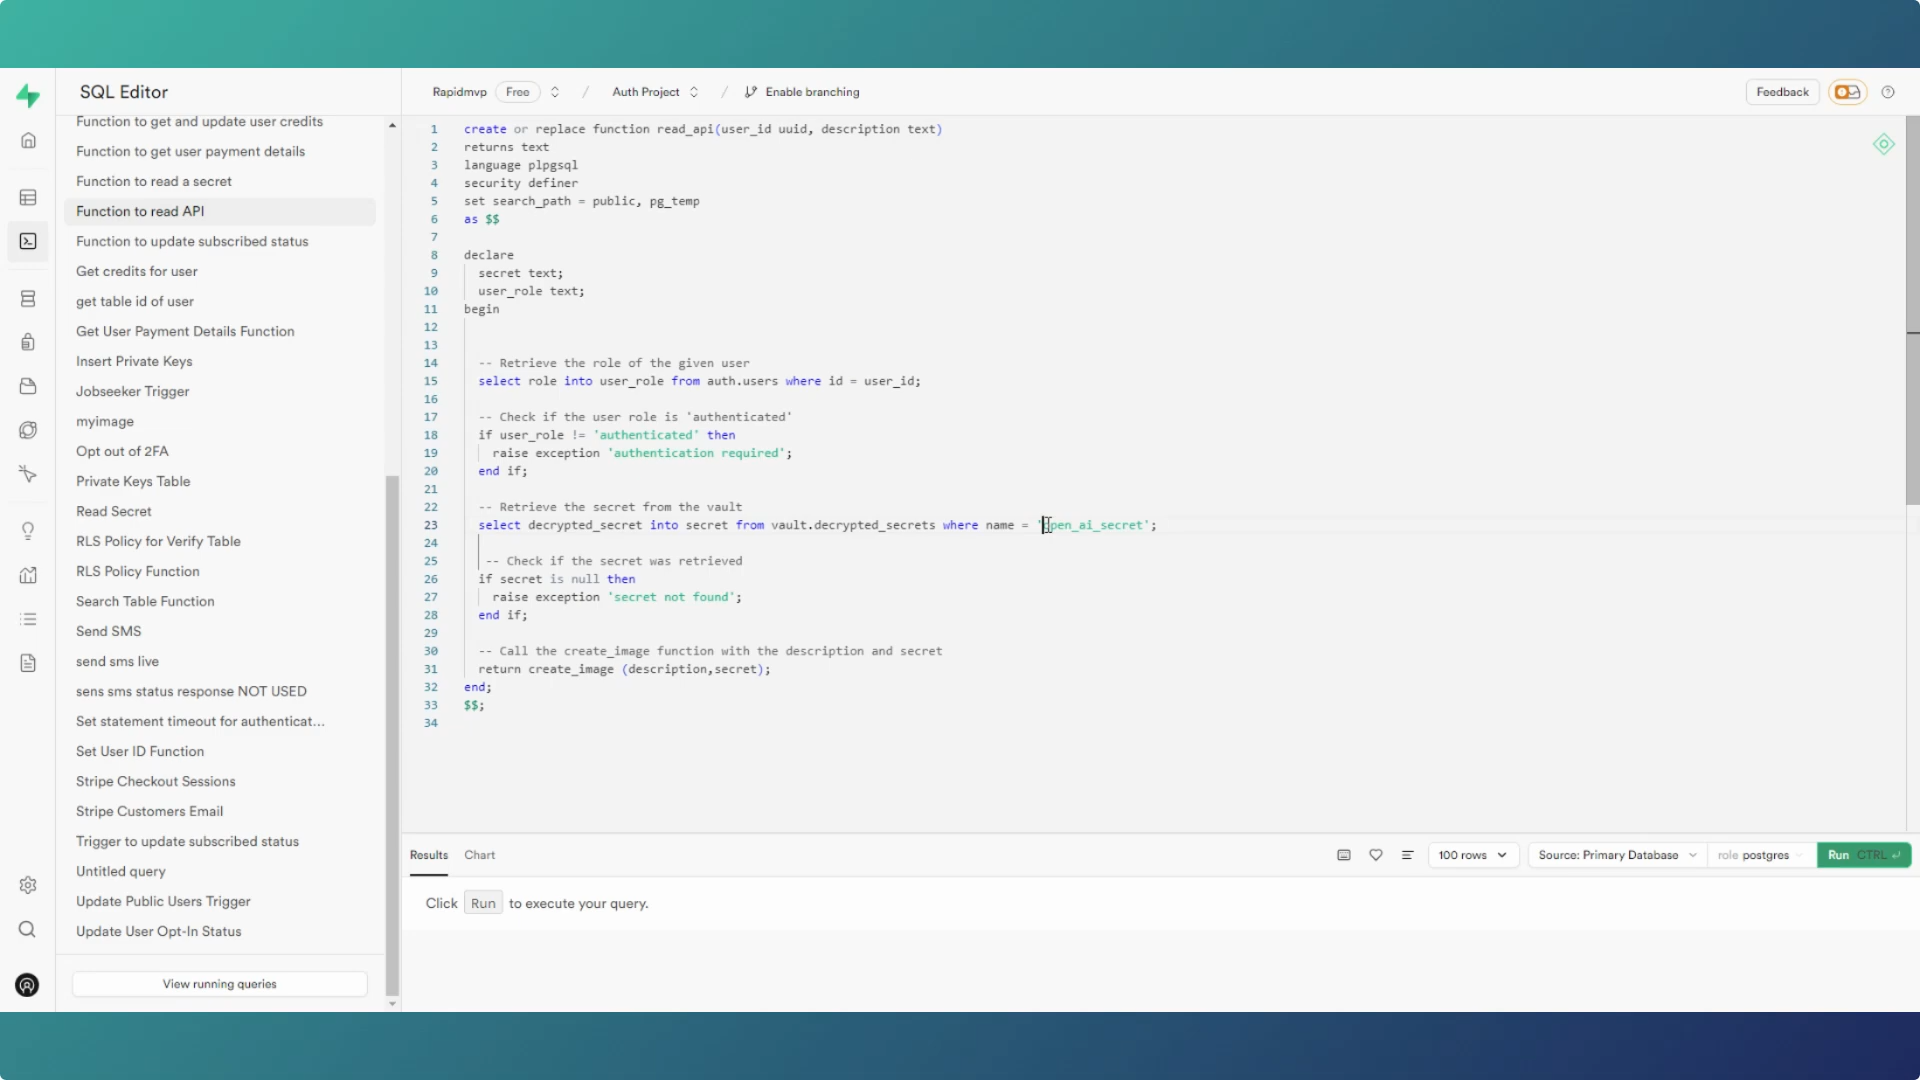 SQL Editor
Function to get and update user credits
Function to get user payment details
Function to read a secret
Function to read API
Function to update subscribed status
Get credits for user
get table id of user
Get User Payment Details Function
Insert Private Keys
Jobseeker Trigger
myimage
Opt out of 2FA
Private Keys Table
Read Secret
RLS Policy for Verify Table
RLS Policy Function
Search Table Function
Send SMS
send sms live
sens sms status response NOT USED
Set statement timeout for authenticat...
Set User ID Function
Stripe Checkout Sessions
Stripe Customers Email
Trigger to update subscribed status
Untitled query
Update Public Users Trigger
Update User Opt-In Status
View running queries
Rapidmvp Free / Auth Project / Enable branching
Feedback
1 create or replace function read_api(user_id uuid, description text)
2 returns text
3 language plpgsql
4 security definer
5 set search_path = public, pg_temp
6 as $$
7
8 declare
9 secret text;
10 user_role text;
11 begin
12
13
14 -- Retrieve the role of the given user
15 select role into user_role from auth.users where id = user_id;
16
17 -- Check if the user role is 'authenticated'
18 if user_role != 'authenticated' then
19 raise exception 'authentication required';
20 end if;
21
22 -- Retrieve the secret from the vault
23 select decrypted_secret into secret from vault.decrypted_secrets where name = 'open_ai_secret';
24
25 -- Check if the secret was retrieved
26 if secret is null then
27 raise exception 'secret not found';
28 end if;
29
30 -- Call the create_image function with the description and secret
31 return create_image (description,secret);
32 end;
33 $$;
34
Results Chart
100 rows
Source: Primary Database
role postgres
Run CTRL ↵
Click Run to execute your query.